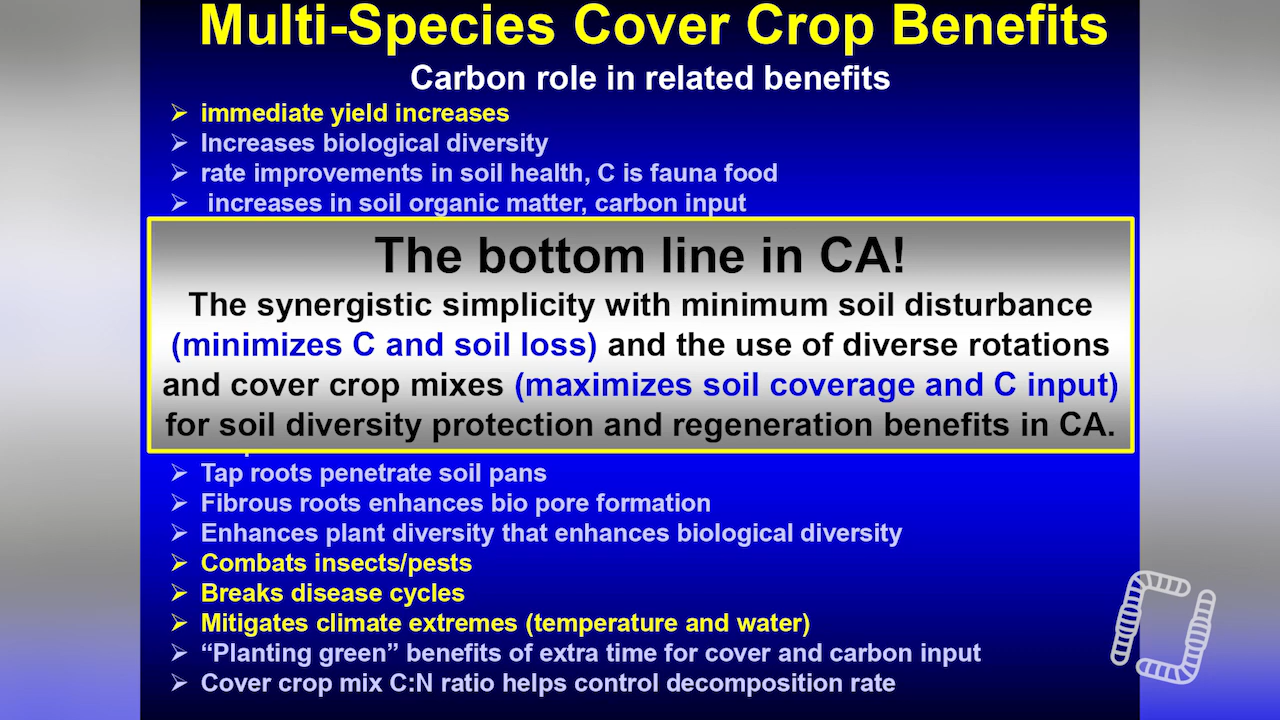 Multi-Species Cover Crop Benefits
Carbon role in related benefits
immediate yield increases
Increases biological diversity
rate improvements in soil health, C is fauna food
increases in soil organic matter, carbon input
The bottom line in CA!
The synergistic simplicity with minimum soil disturbance
(minimizes C and soil loss) and the use of diverse rotations
and cover crop mixes (maximizes soil coverage and C input)
for soil diversity protection and regeneration benefits in CA.
Tap roots penetrate soil pans
Fibrous roots enhances bio pore formation
Enhances plant diversity that enhances biological diversity
Combats insects/pests
Breaks disease cycles
Mitigates climate extremes (temperature and water)
“Planting green” benefits of extra time for cover and carbon input
Cover crop mix C:N ratio helps control decomposition rate